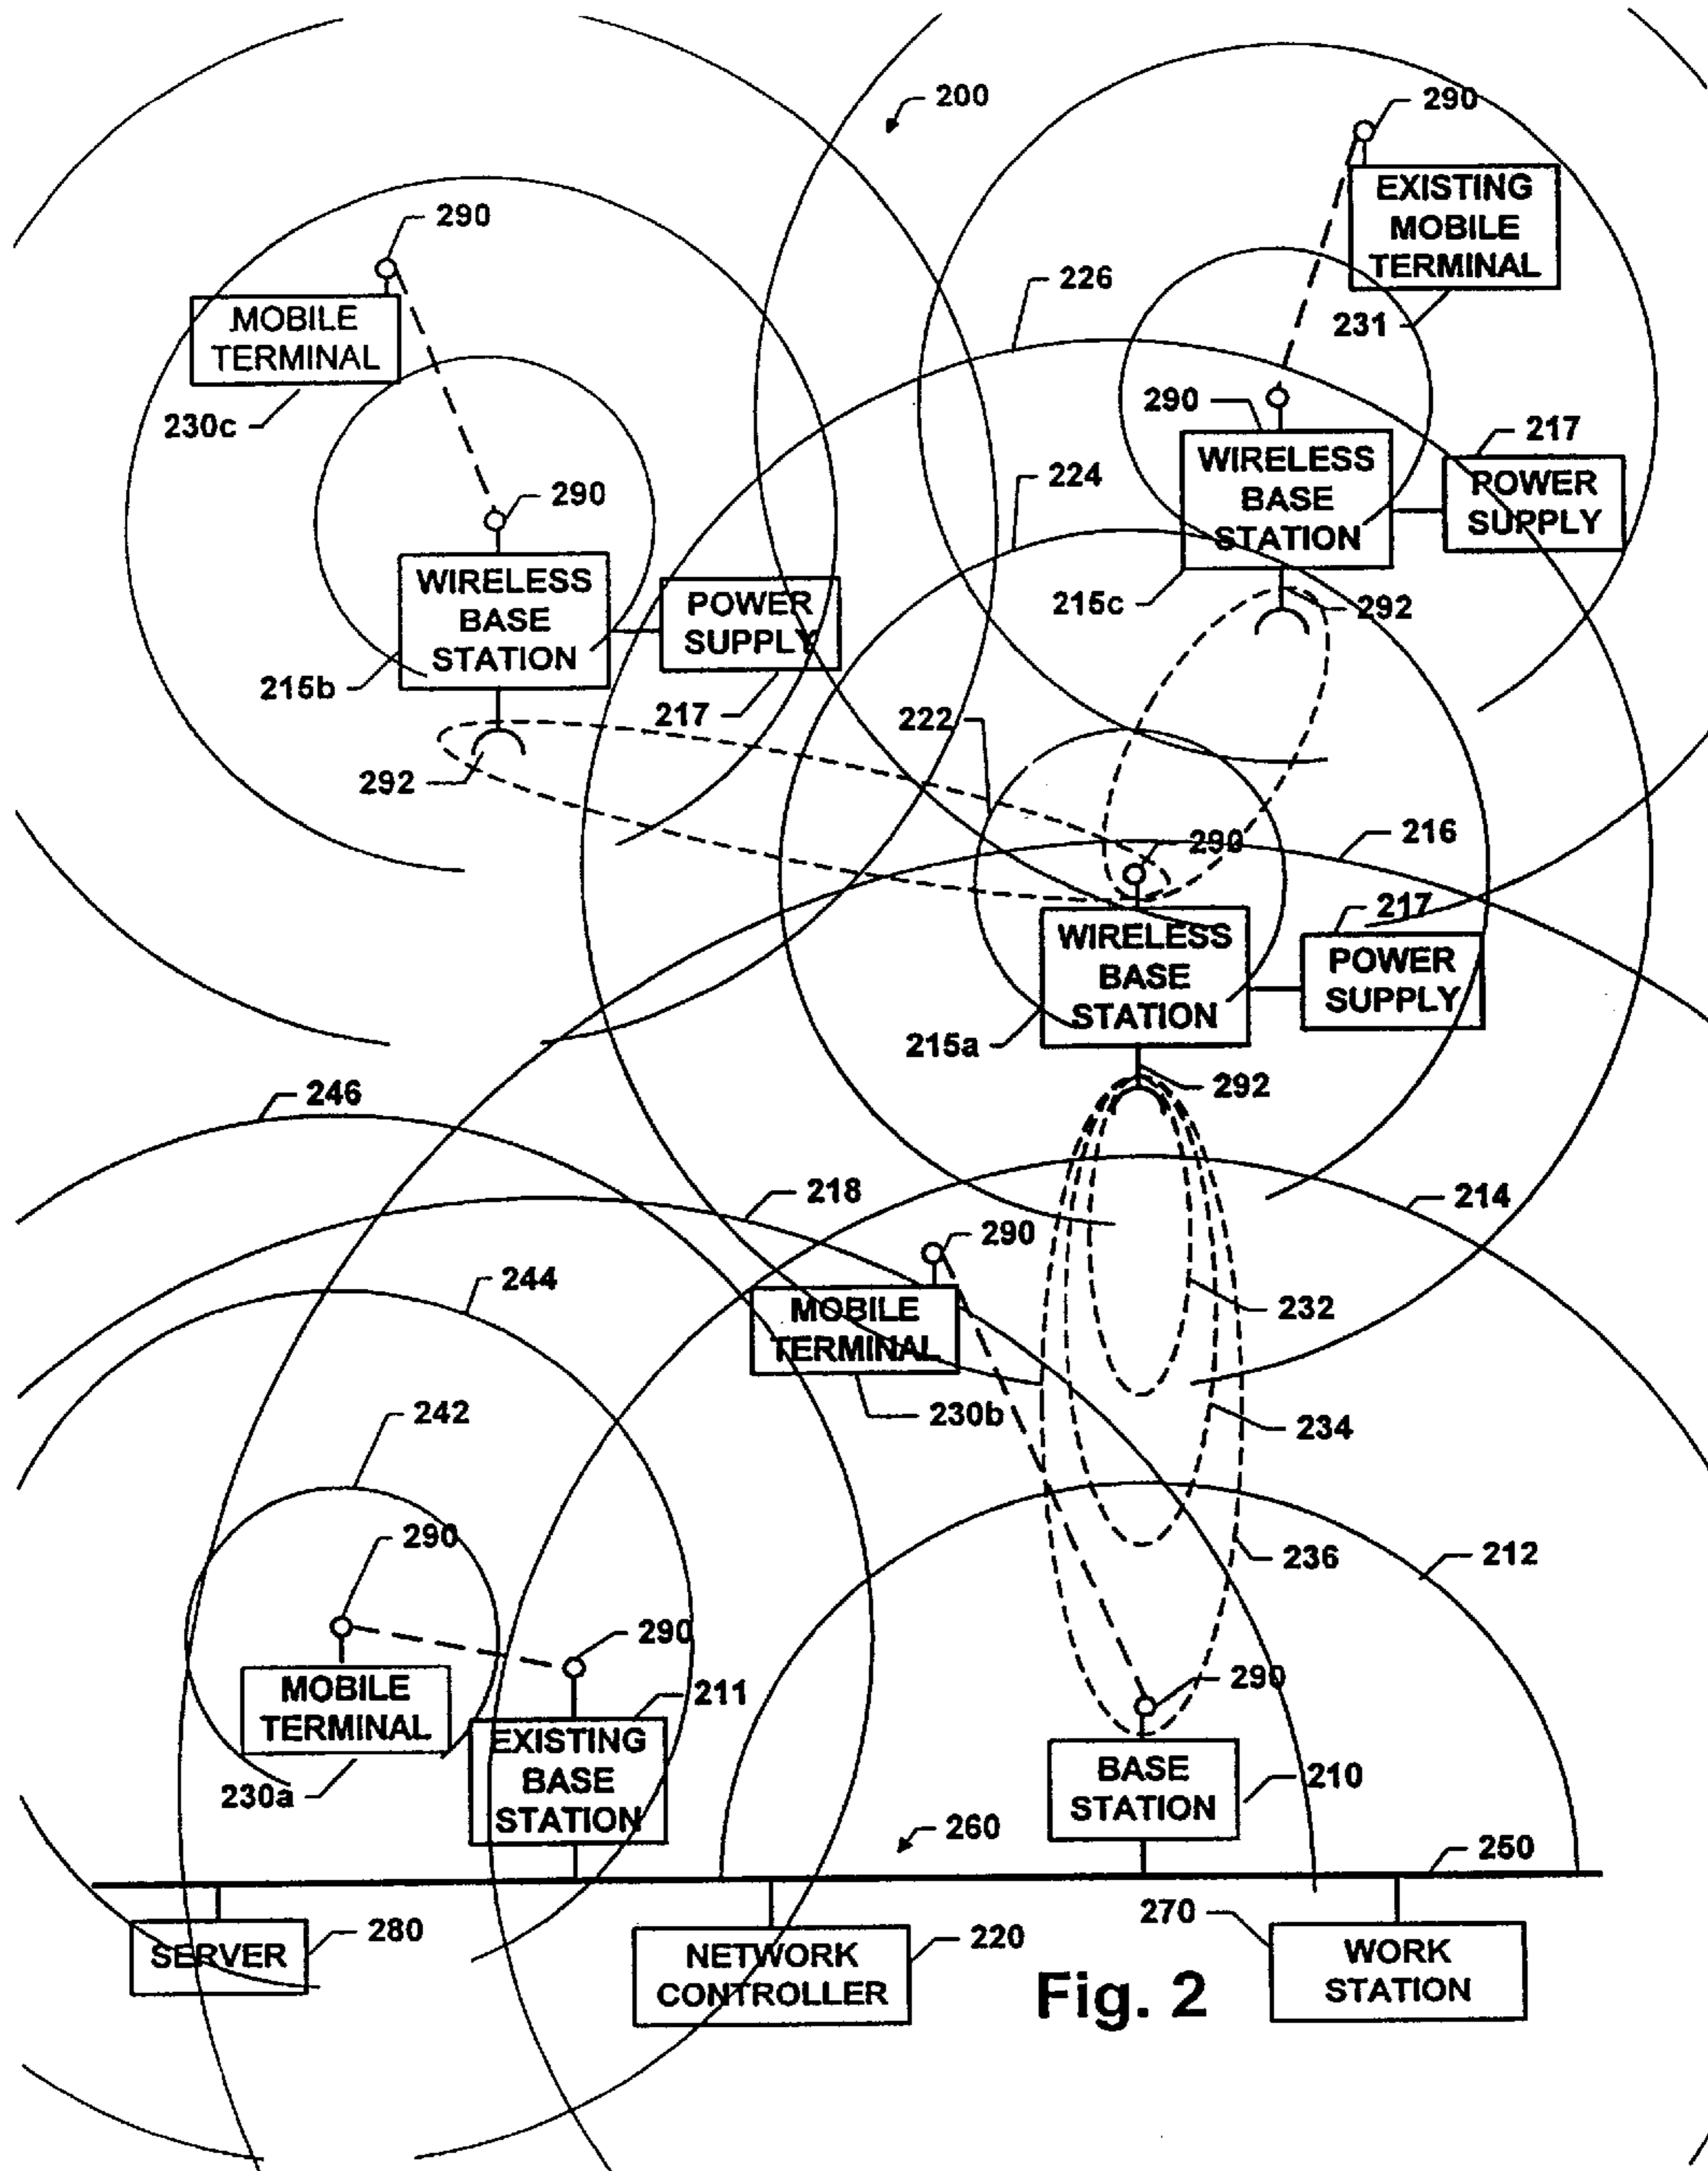 200
290
EXISTING
MOBILE
TERMINAL
231
290
MOBILE
TERMINAL
230c
226
290
WIRELESS
BASE
STATION
215c
217
POWER
SUPPLY
292
224
290
WIRELESS
BASE
STATION
215b
POWER
SUPPLY
217
292
222
290
216
WIRELESS
BASE
STATION
215a
217
POWER
SUPPLY
292
246
218
214
290
MOBILE
TERMINAL
230b
244
232
242
234
290
236
212
MOBILE
TERMINAL
230a
290
211
EXISTING
BASE
STATION
290
BASE
STATION
210
260
250
SERVER
280
NETWORK
CONTROLLER
220
270
WORK
STATION
Fig. 2